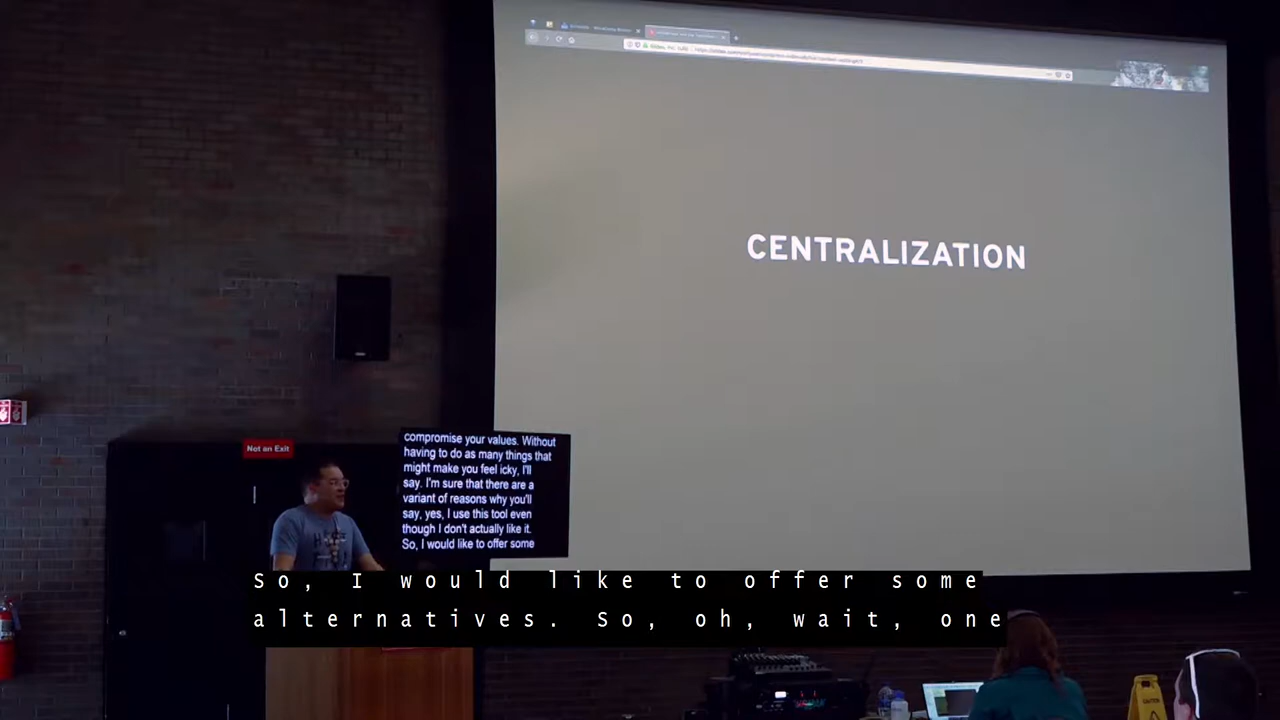 CENTRALIZATION
Not an Exit
compromise your values. Without
having to do as many things that
might make you feel icky, I'll
say. I'm sure that there are a
variant of reasons why you'll
say, yes, I use this tool even
though I don't actually like it.
So, I would like to offer some
So, I would like to offer some
alternatives. So, oh, wait, one
CAUTION